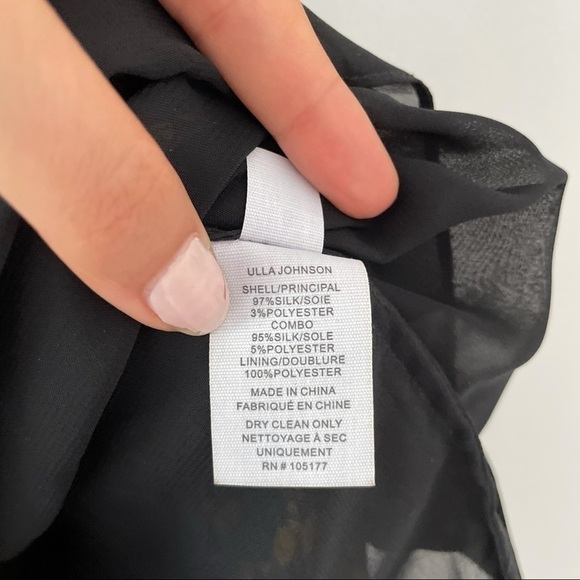 ULLA JOHNSON
SHELL/PRINCIPAL
97%SILK/SOIE
3%POLYESTER
COMBO
95%SILK/SOLE
5%POLYESTER
LINING/DOUBLURE
100%POLYESTER
MADE IN CHINA
FABRIQUÉ EN CHINE
DRY CLEAN ONLY
NETTOYAGE À SEC
UNIQUEMENT
RN # 105177